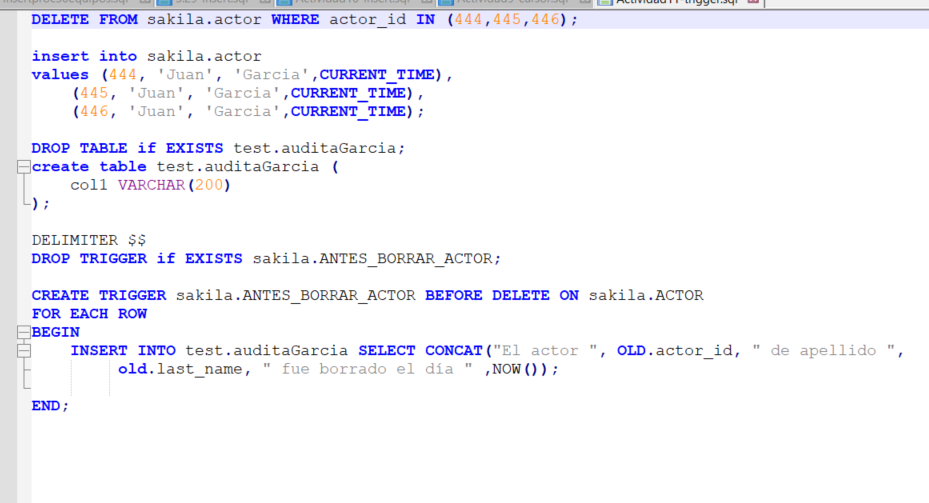 Actividad11-trigger.sql
DELETE FROM sakila.actor WHERE actor_id IN (444,445,446);
insert into sakila.actor
values (444, 'Juan', 'Garcia',CURRENT_TIME),
(445, 'Juan', 'Garcia',CURRENT_TIME),
(446, 'Juan', 'Garcia',CURRENT_TIME);
DROP TABLE if EXISTS test.auditaGarcia;
create table test.auditaGarcia (
col1 VARCHAR(200)
);
DELIMITER $$
DROP TRIGGER if EXISTS sakila.ANTES_BORRAR_ACTOR;
CREATE TRIGGER sakila.ANTES_BORRAR_ACTOR BEFORE DELETE ON sakila.ACTOR
FOR EACH ROW
BEGIN
INSERT INTO test.auditaGarcia SELECT CONCAT("El actor ", OLD.actor_id, " de apellido ",
old.last_name, " fue borrado el día " ,NOW());
END;